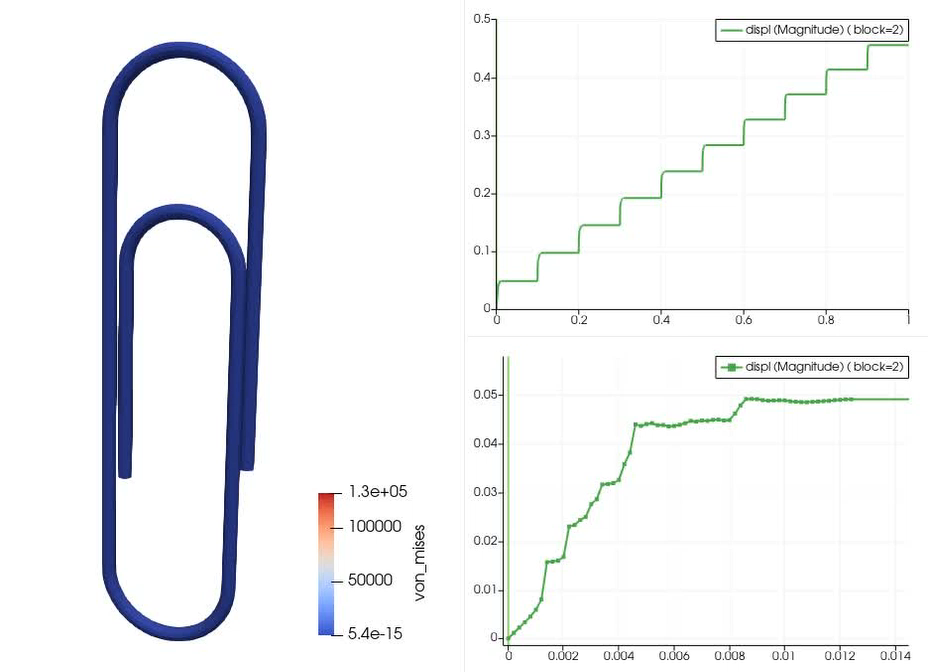 displ (Magnitude) ( block=2)
0.5
0.4
0.3
0.2
0.1
0
0 0.2 0.4 0.6 0.8 1
displ (Magnitude) ( block=2)
0.05
0.04
0.03
0.02
0.01
0
0 0.002 0.004 0.006 0.008 0.01 0.012 0.014
1.3e+05
100000
50000
5.4e-15
von_mises